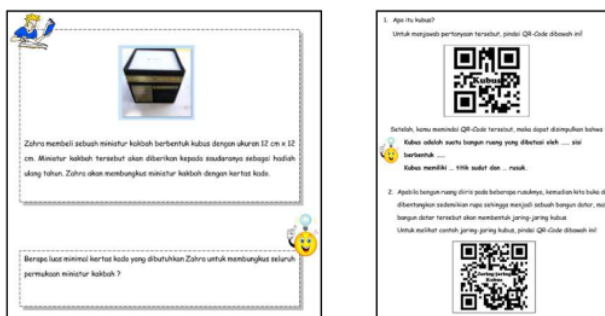 Zahra membeli sebuah miniatur kakbah berbentuk kubus dengan ukuran 12 cm x 12
cm. Miniatur kakbah tersebut akan diberikan kepada saudaranya sebagai hadiah
ulang tahun. Zahra akan membungkus miniatur kakbah dengan kertas kado.
Berapa luas minimal kertas kado yang dibutuhkan Zahra untuk membungkus seluruh
permukaan miniatur kakbah ?
1. Apa itu kubus?
Untuk menjawab pertanyaan tersebut, pindai QR-Code dibawah ini!
Kubus
Setelah, kamu memindai QR-Code tersebut, maka dapat disimpulkan bahwa
Kubus adalah suatu bangun ruang yang dibatasi oleh ..... sisi
berbentuk .....
Kubus memiliki ... titik sudut dan ... rusuk.
2. Apabila bangun ruang diiris pada beberapa rusuknya, kemudian kita buka d
dibentangkan sedemikian rupa sehingga menjadi sebuah bangun datar, ma
bangun datar tersebut akan membentuk jaring-jaring kubus
Untuk melihat contoh jaring-jaring kubus, pindai QR-Code dibawah ini!
Jaring-Jaring
Kubus